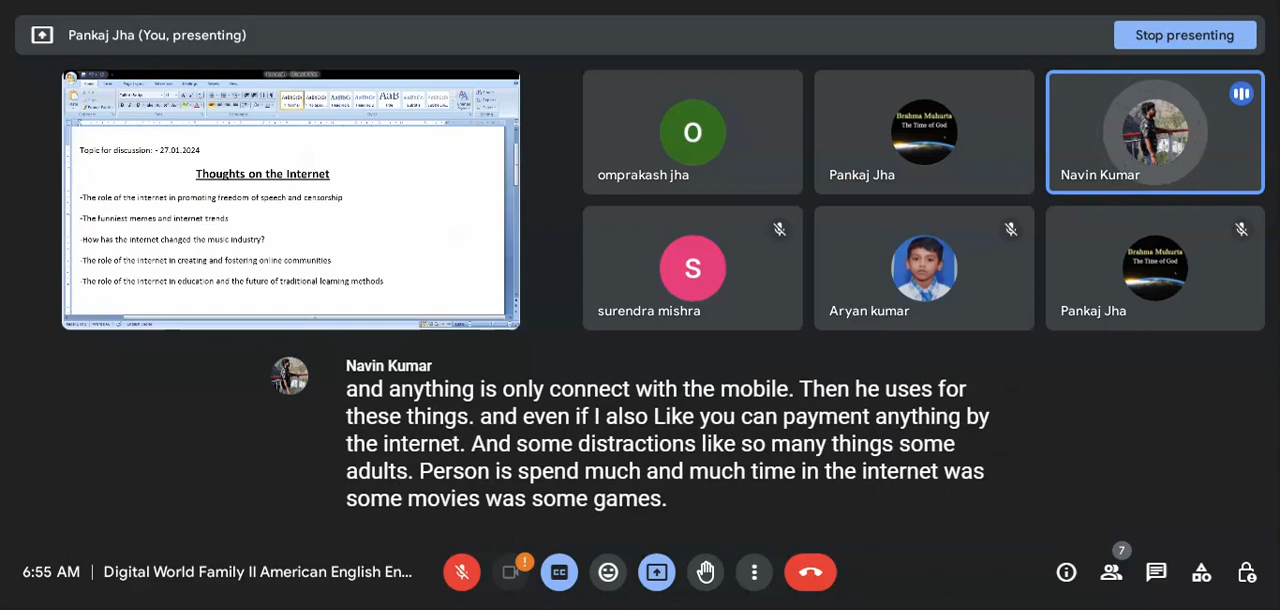 Pankaj Jha (You, presenting)
Stop presenting
Topic for discussion: - 27.01.2024
Thoughts on the Internet
-The role of the internet in promoting freedom of speech and censorship
-The funniest memes and internet trends
-How has the internet changed the music industry?
-The role of the internet in creating and fostering online communities
-The role of the internet in education and the future of traditional learning methods
O
omprakash jha
Brahma Muhurta
The Time of God
Pankaj Jha
Navin Kumar
S
surendra mishra
Aryan kumar
Brahma Muhurta
The Time of God
Pankaj Jha
Navin Kumar
and anything is only connect with the mobile. Then he uses for
these things. and even if I also Like you can payment anything by
the internet. And some distractions like so many things some
adults. Person is spend much and much time in the internet was
some movies was some games.
6:55 AM | Digital World Family II American English En...
CC
7